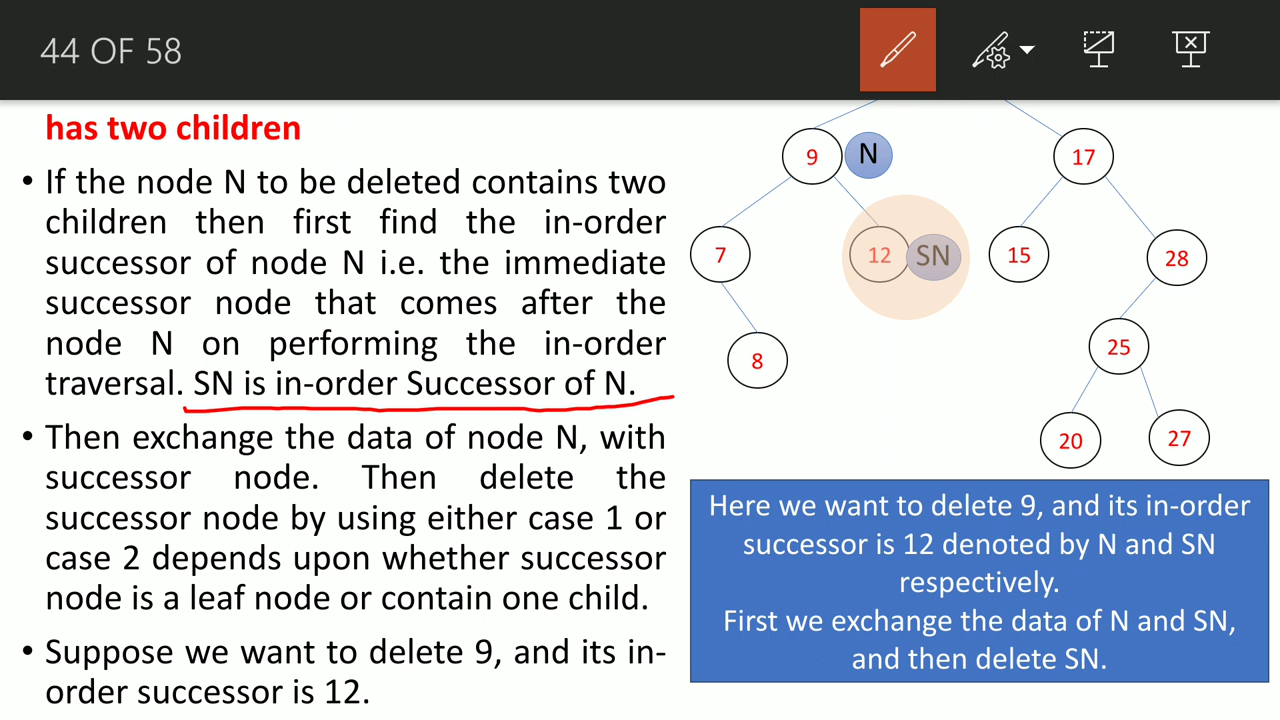 44 OF 58
has two children
• If the node N to be deleted contains two
children then first find the in-order
successor of node N i.e. the immediate
successor node that comes after the
node N on performing the in-order
traversal. SN is in-order Successor of N.
• Then exchange the data of node N, with
successor node. Then delete the
successor node by using either case 1 or
case 2 depends upon whether successor
node is a leaf node or contain one child.
• Suppose we want to delete 9, and its in-
order successor is 12.
9 N 17
7 12 SN 15 28
8 25
20 27
Here we want to delete 9, and its in-order
successor is 12 denoted by N and SN
respectively.
First we exchange the data of N and SN,
and then delete SN.